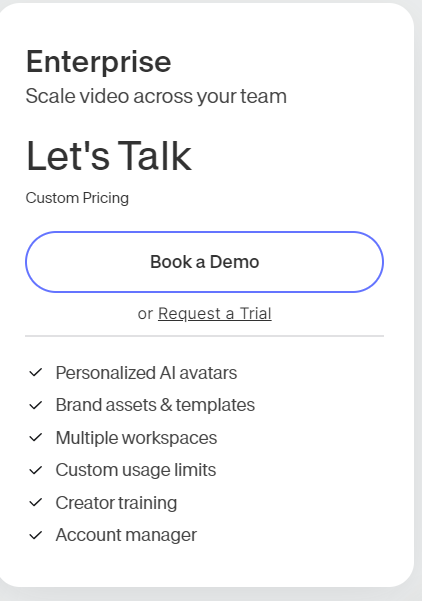 Enterprise
Scale video across your team
Let's Talk
Custom Pricing
Book a Demo
or Request a Trial
Personalized AI avatars
Brand assets & templates
Multiple workspaces
Custom usage limits
Creator training
Account manager